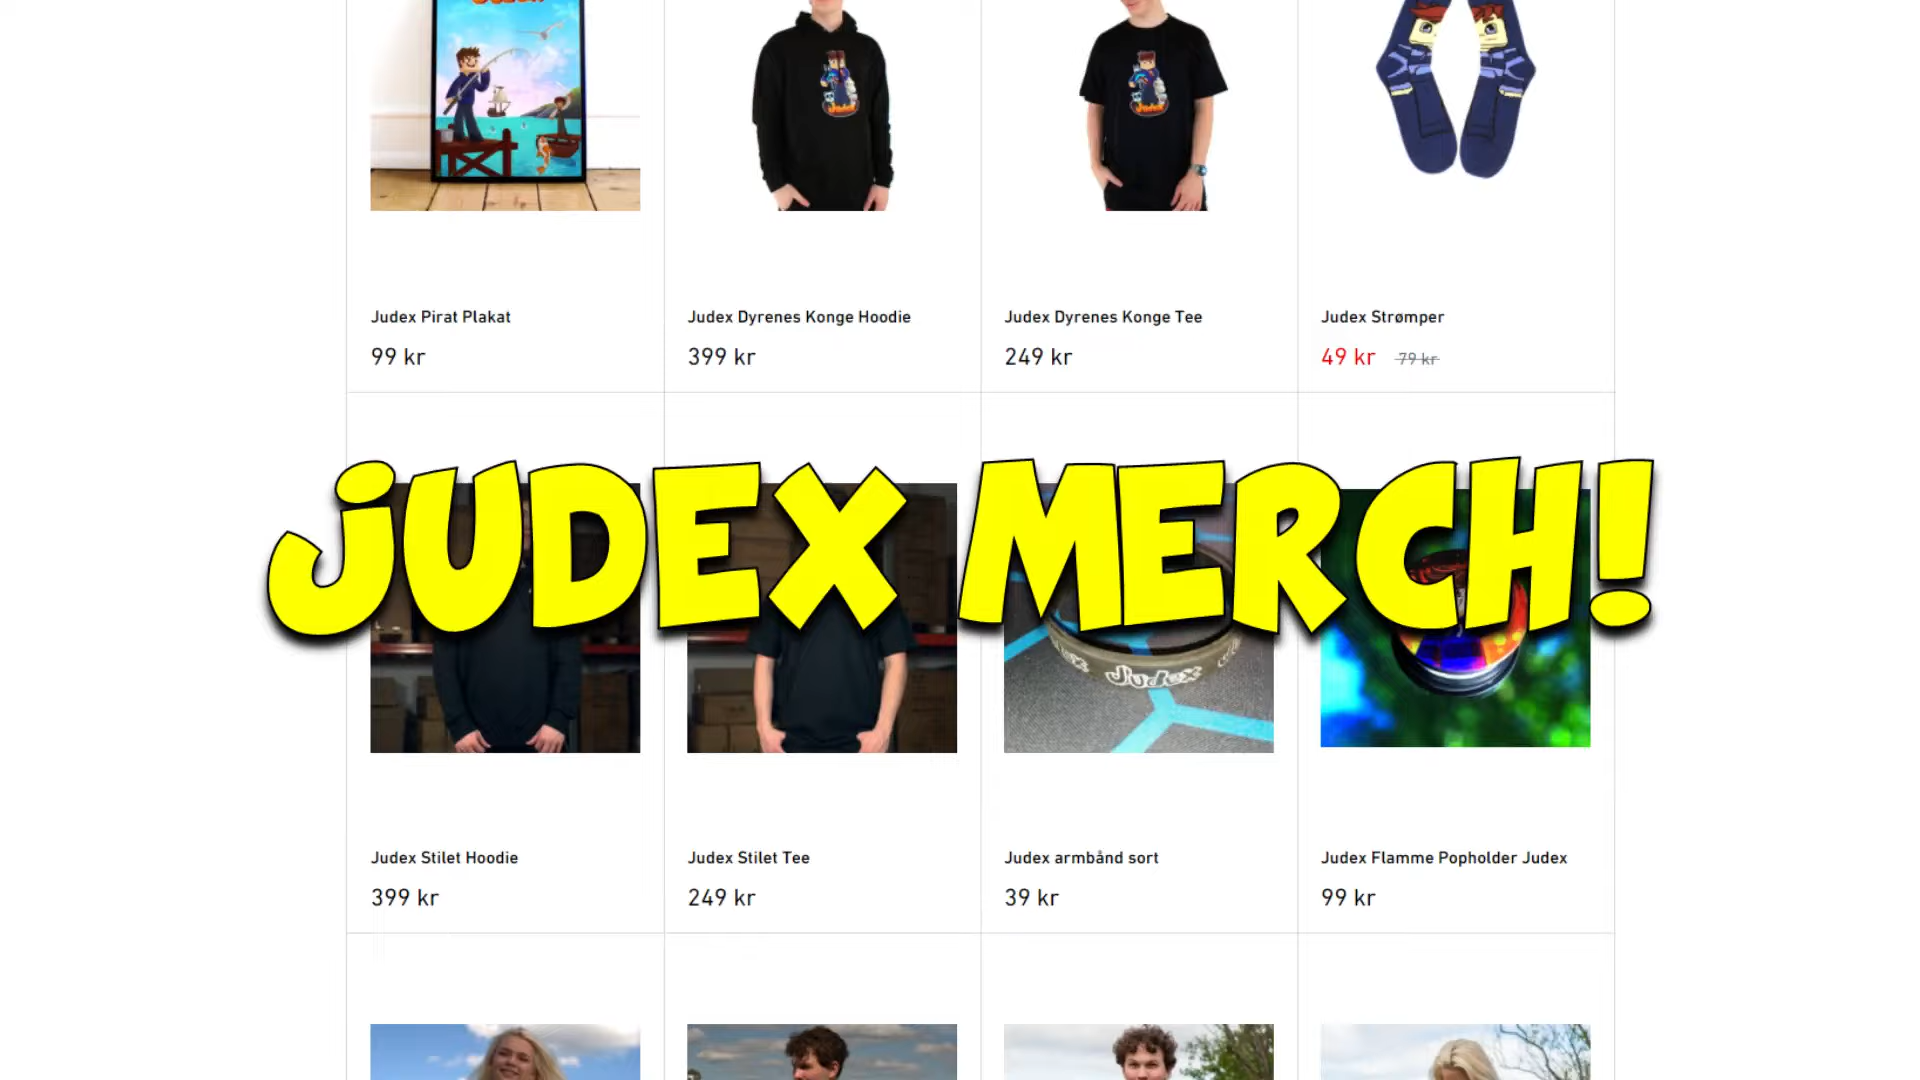 Judex Pirat Plakat
99 kr
Judex Dyrenes Konge Hoodie
399 kr
Judex Dyrenes Konge Tee
249 kr
Judex Strømper
49 kr 79 kr
JUDEX MERCH!
Judex
Judex Stilet Hoodie
399 kr
Judex Stilet Tee
249 kr
Judex armbånd sort
39 kr
Judex Flamme Popholder Judex
99 kr